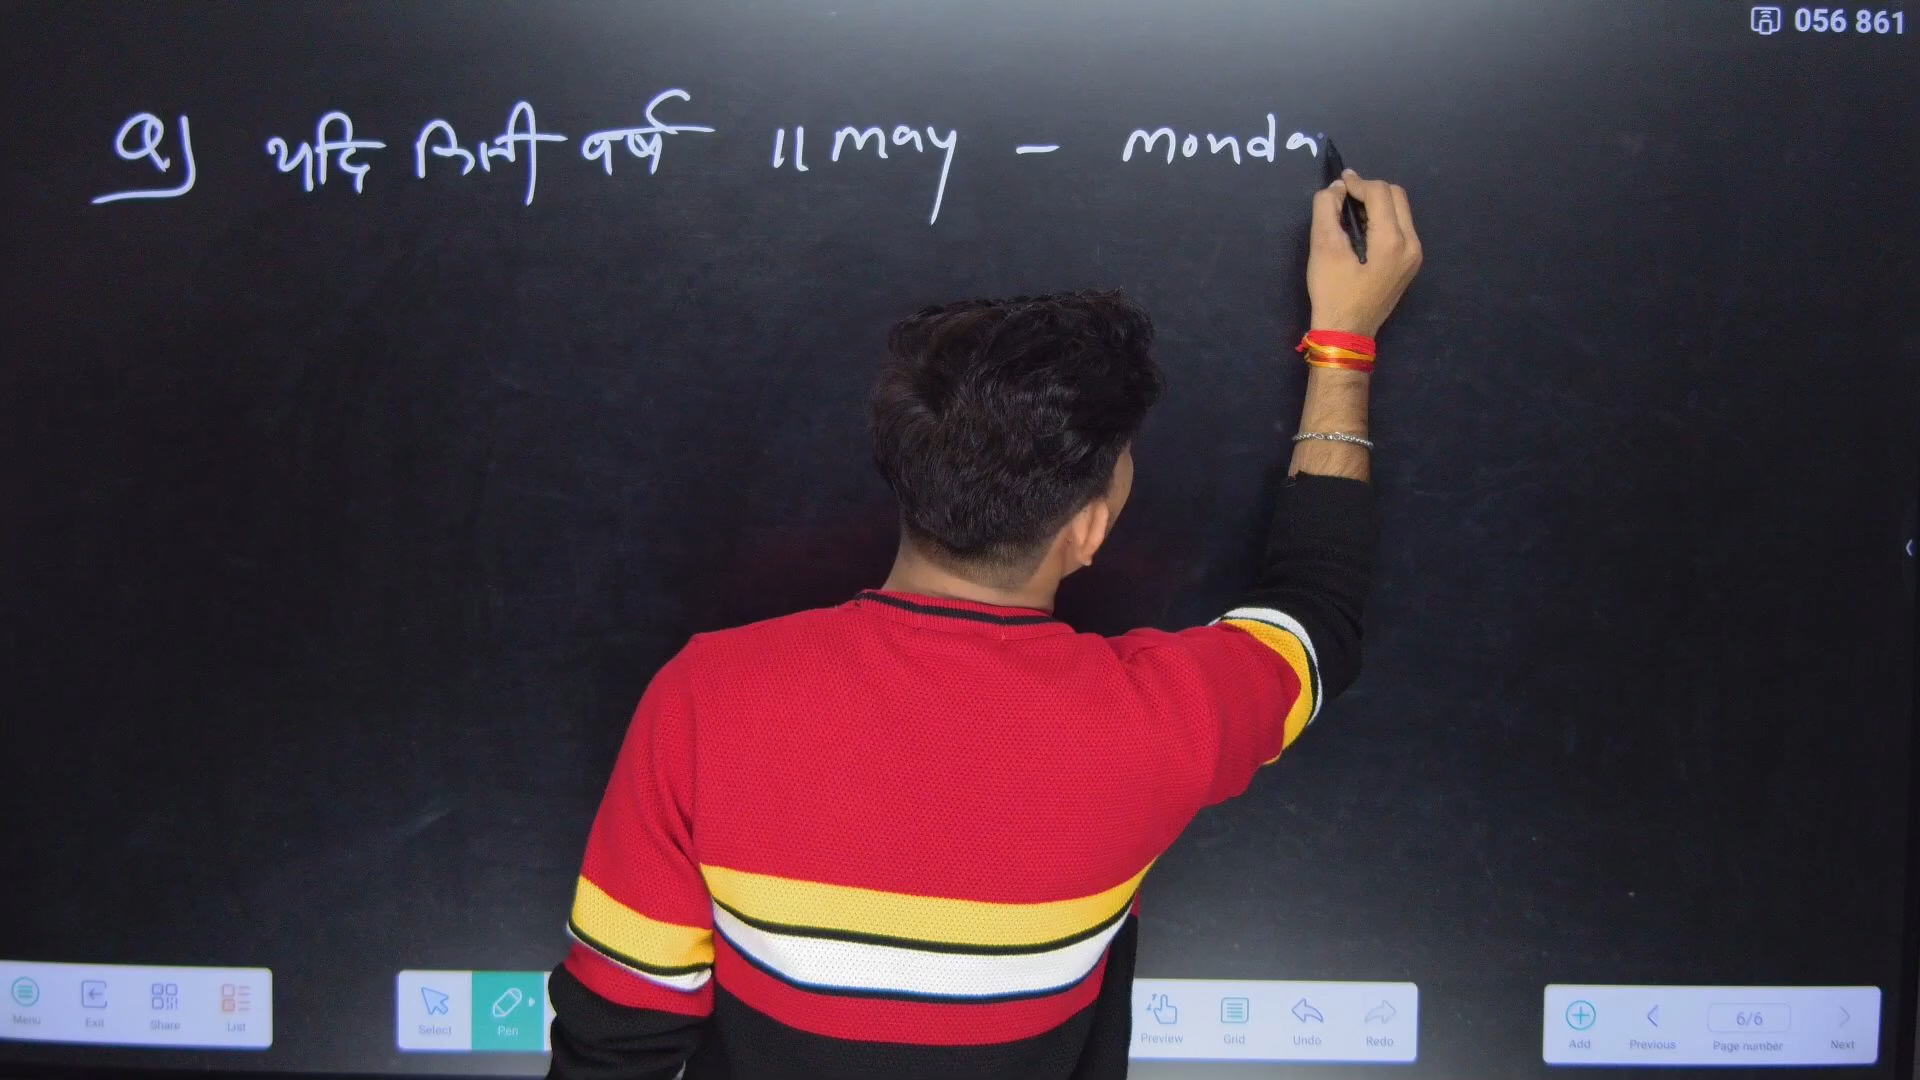 056 861
Q) यदि किसी वर्ष 11 may - monda
Menu Exit Share List Select Pen Preview Grid Undo Redo Add Previous 6/6 Page number Next